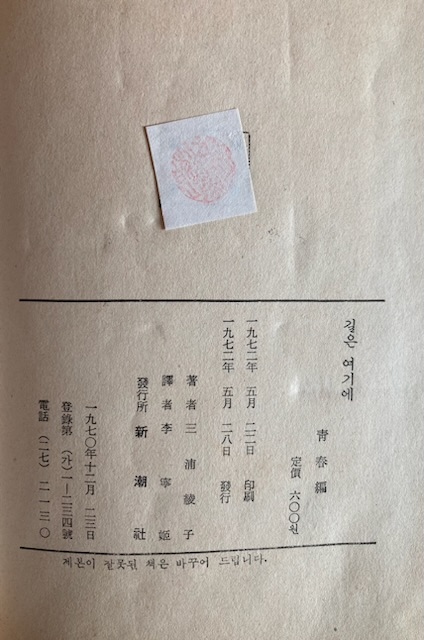 길은 여기에
靑春編
定價 六〇〇원
一九七二年 五月 二二日 印刷
一九七二年 五月 二八日 發行
著者 三浦綾子
譯者 李寧姬
發行所 新潮社
一九七〇年十二月 二三日
登錄第 (가) 1–二三四號
電話 (二七) 二一三〇
제본이 잘못된 책은 바꾸어 드립니다.